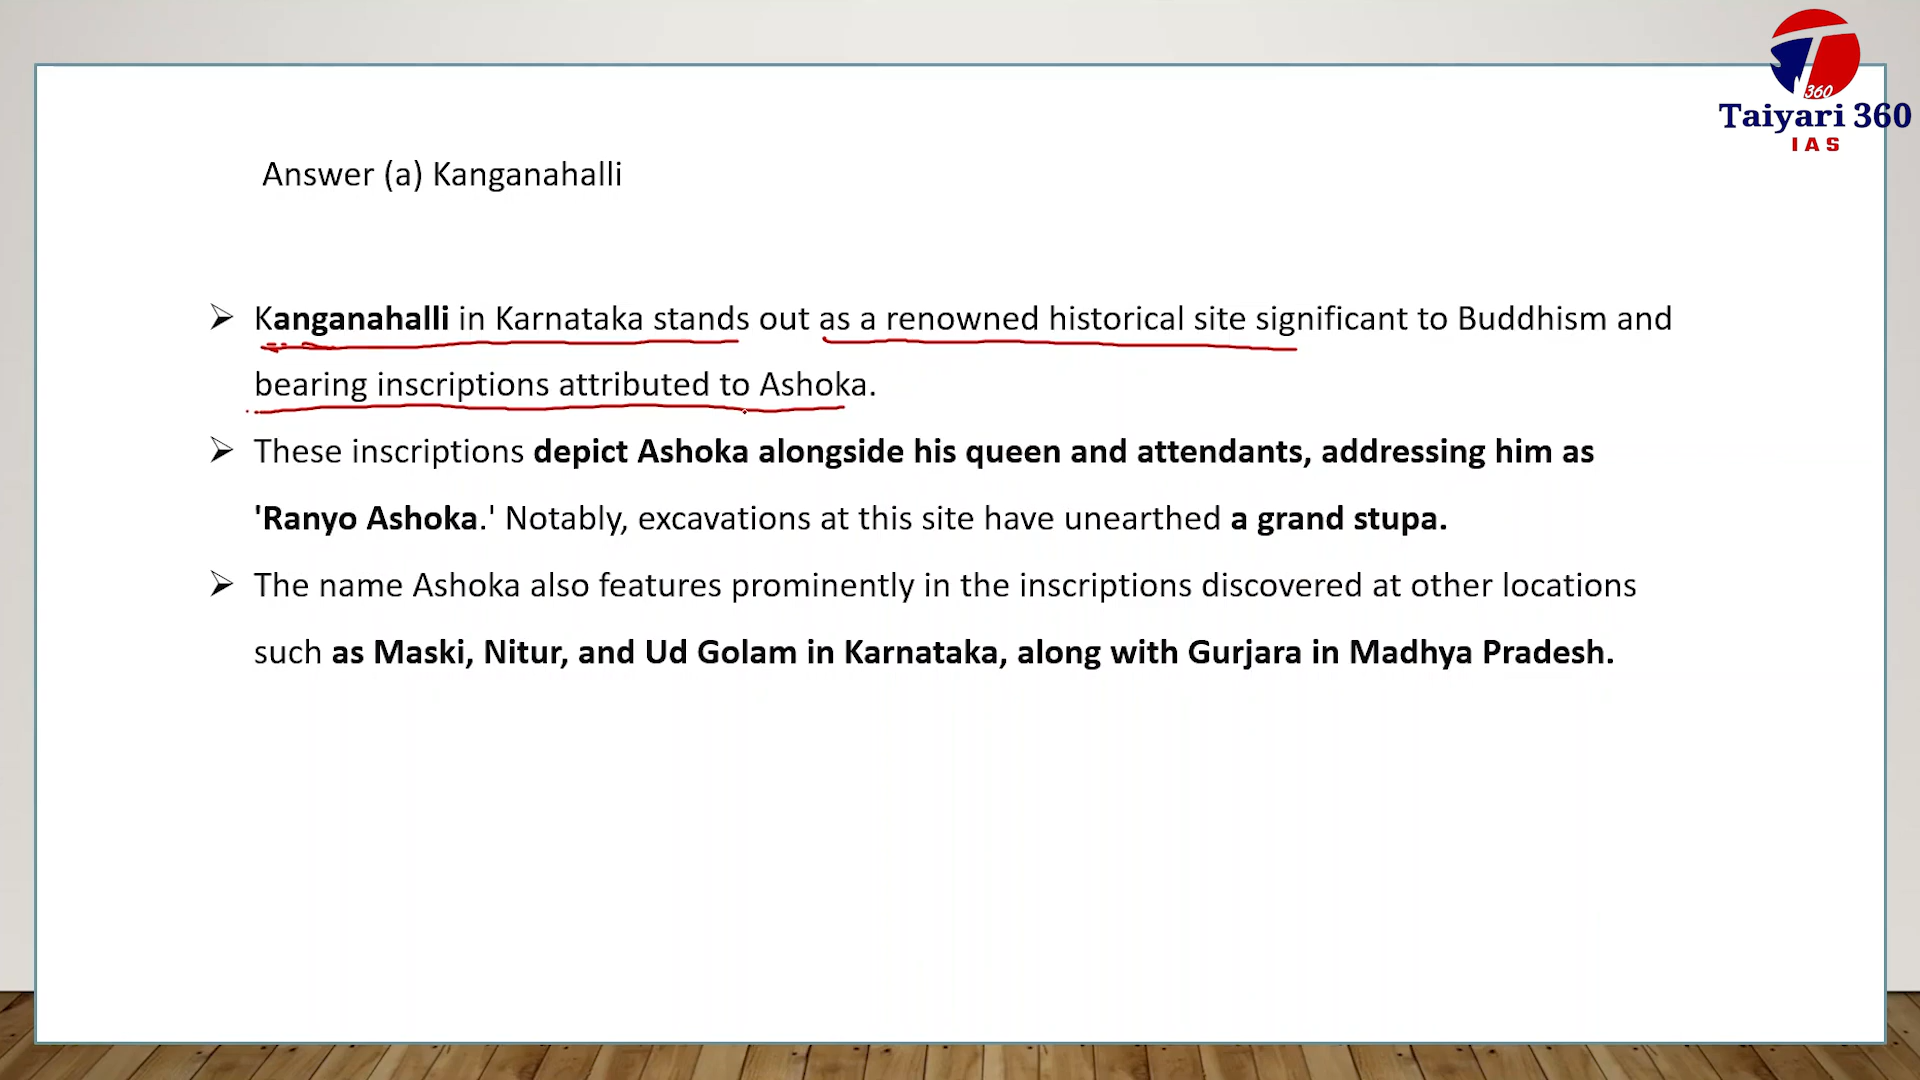 360
Taiyari 360
IAS
Answer (a) Kanganahalli
Kanganahalli in Karnataka stands out as a renowned historical site significant to Buddhism and
bearing inscriptions attributed to Ashoka.
These inscriptions depict Ashoka alongside his queen and attendants, addressing him as
'Ranyo Ashoka.' Notably, excavations at this site have unearthed a grand stupa.
The name Ashoka also features prominently in the inscriptions discovered at other locations
such as Maski, Nitur, and Ud Golam in Karnataka, along with Gurjara in Madhya Pradesh.